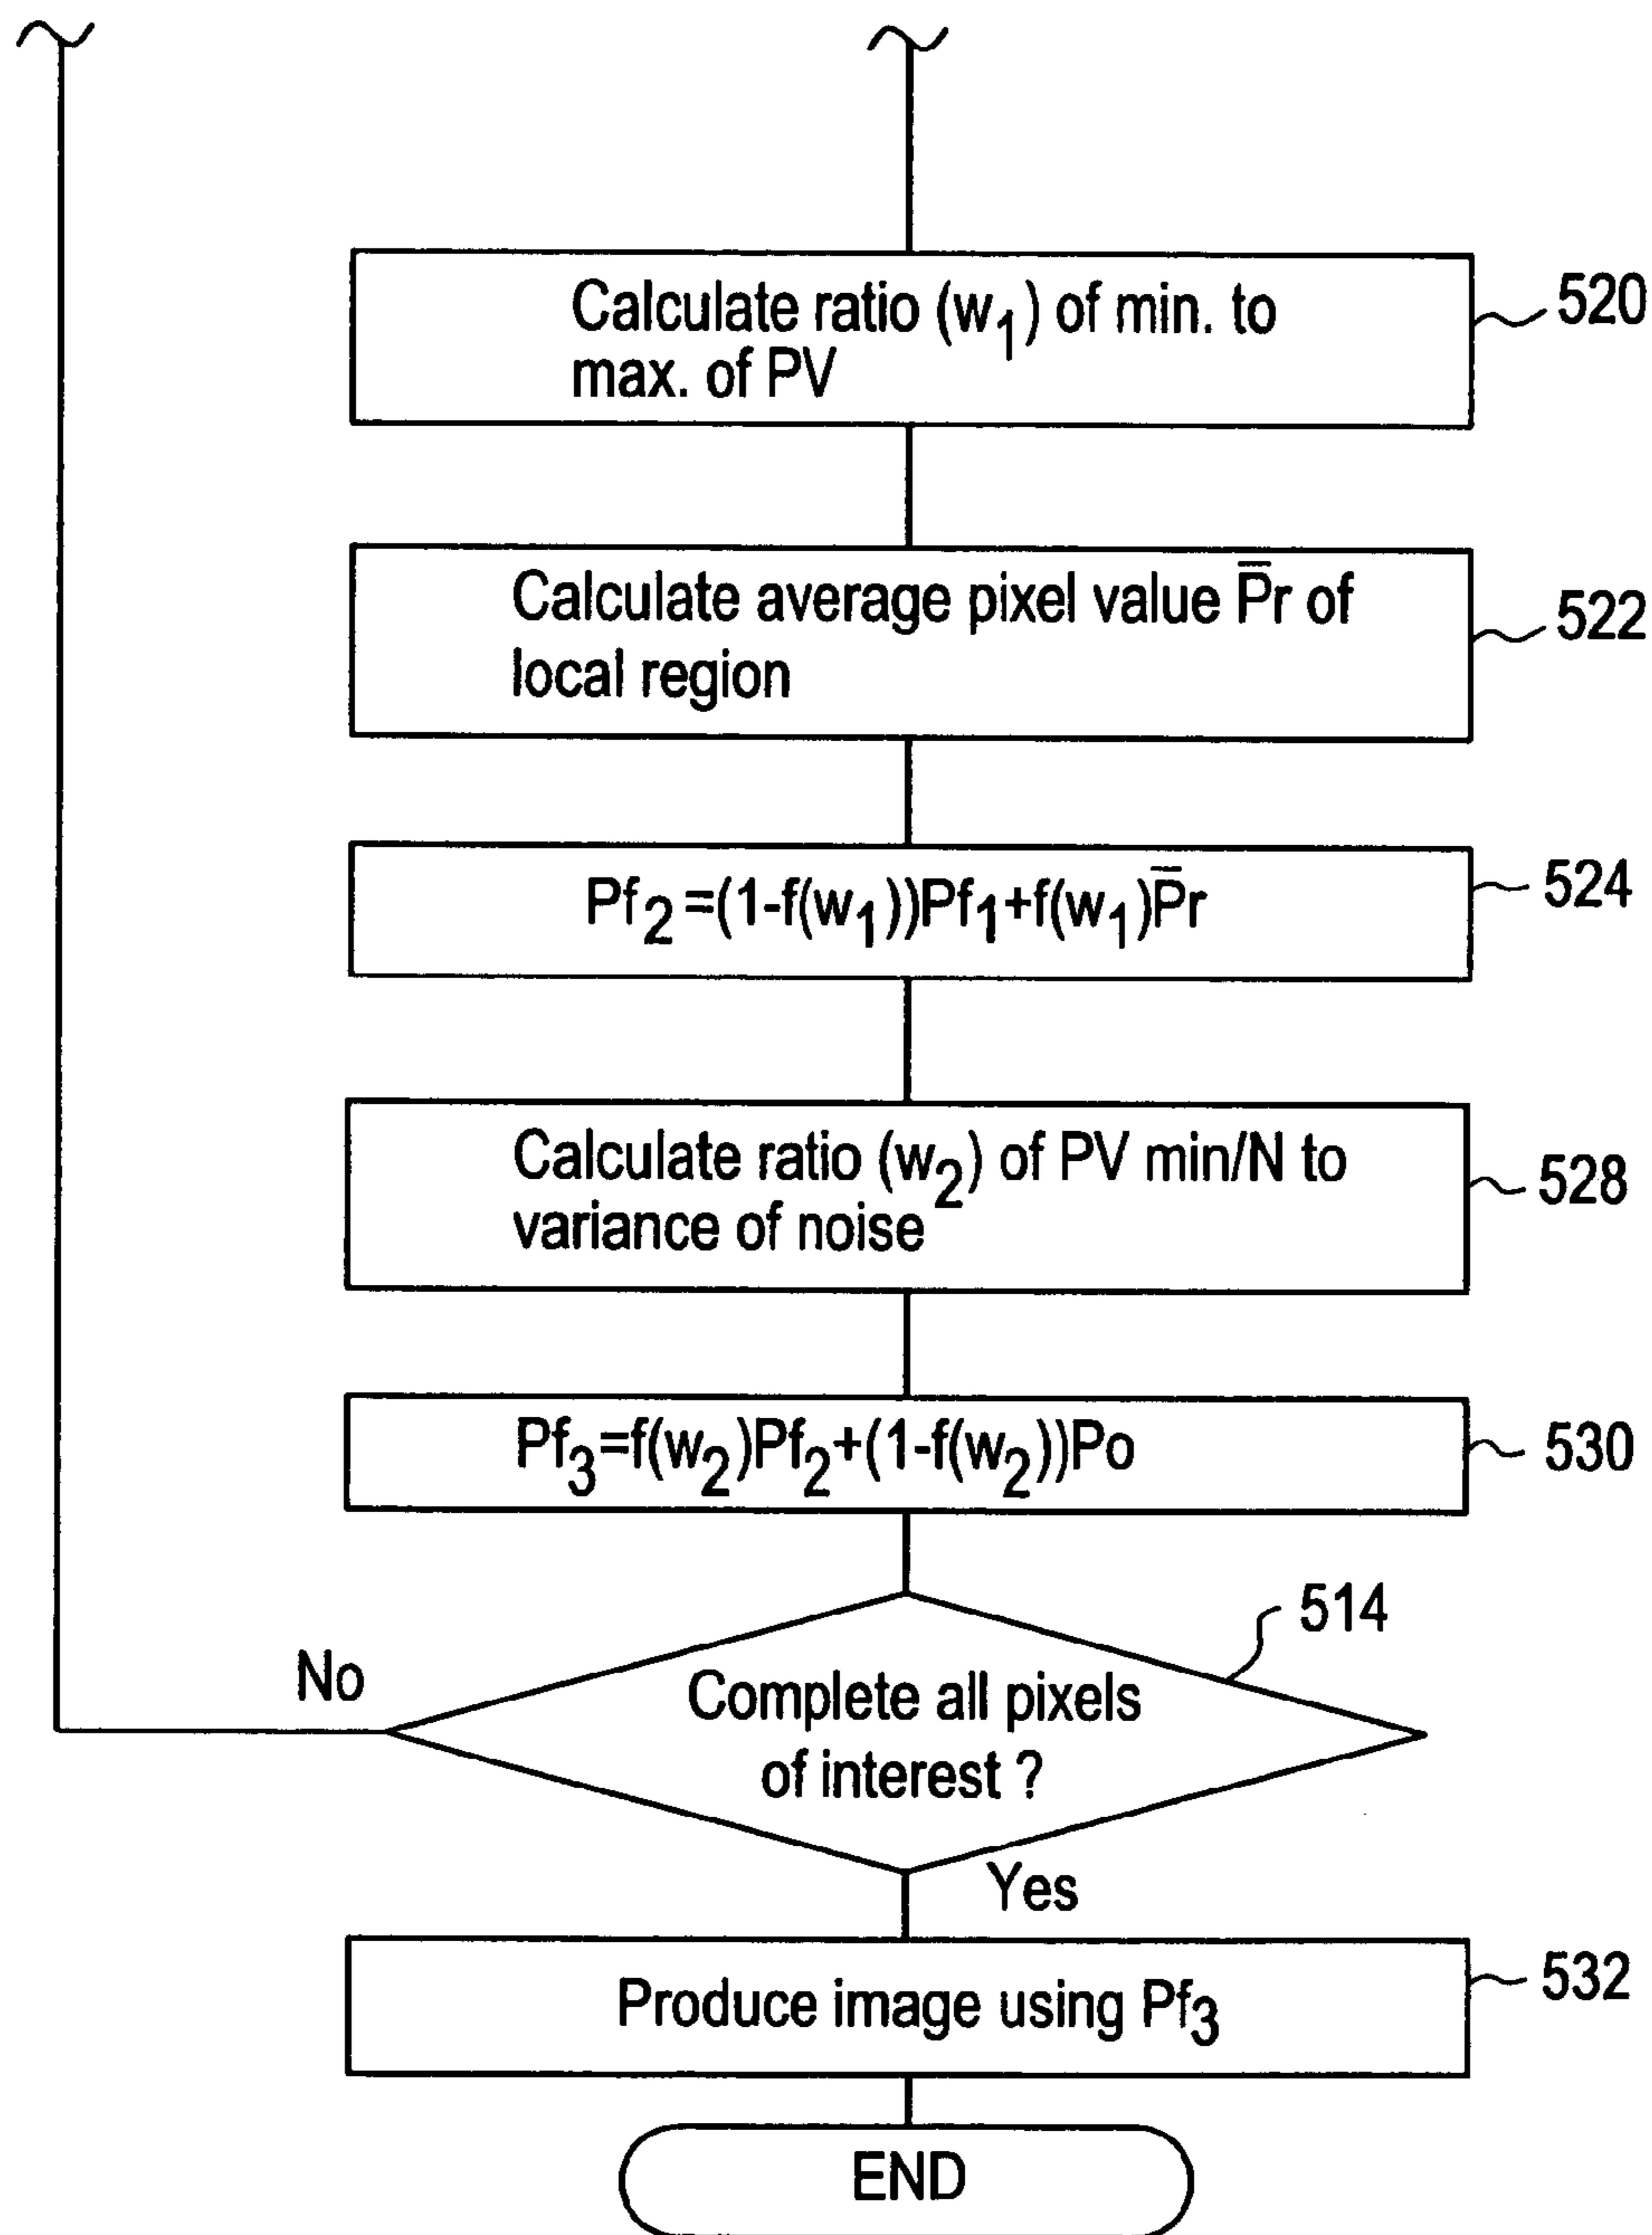 Calculate ratio (w₁) of min. to
max. of PV
520
Calculate average pixel value P̄r of
local region
522
Pf₂=(1-f(w₁))Pf₁+f(w₁)P̄r
524
Calculate ratio (w₂) of PV min/N to
variance of noise
528
Pf₃=f(w₂)Pf₂+(1-f(w₂))Po
530
514
No
Complete all pixels
of interest ?
Yes
Produce image using Pf₃
532
END